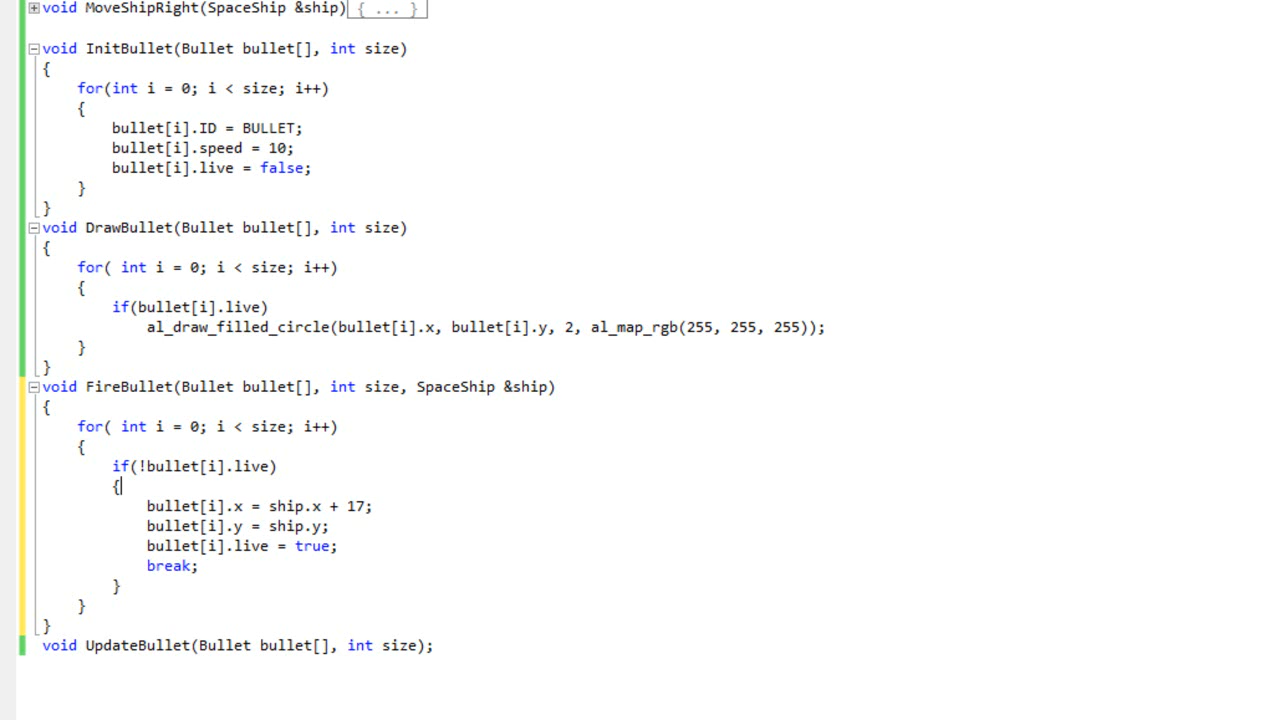 void MoveShipRight(SpaceShip &ship){ ... }
void InitBullet(Bullet bullet[], int size)
{
for(int i = 0; i < size; i++)
{
bullet[i].ID = BULLET;
bullet[i].speed = 10;
bullet[i].live = false;
}
}
void DrawBullet(Bullet bullet[], int size)
{
for( int i = 0; i < size; i++)
{
if(bullet[i].live)
al_draw_filled_circle(bullet[i].x, bullet[i].y, 2, al_map_rgb(255, 255, 255));
}
}
void FireBullet(Bullet bullet[], int size, SpaceShip &ship)
{
for( int i = 0; i < size; i++)
{
if(!bullet[i].live)
{
bullet[i].x = ship.x + 17;
bullet[i].y = ship.y;
bullet[i].live = true;
break;
}
}
}
void UpdateBullet(Bullet bullet[], int size);